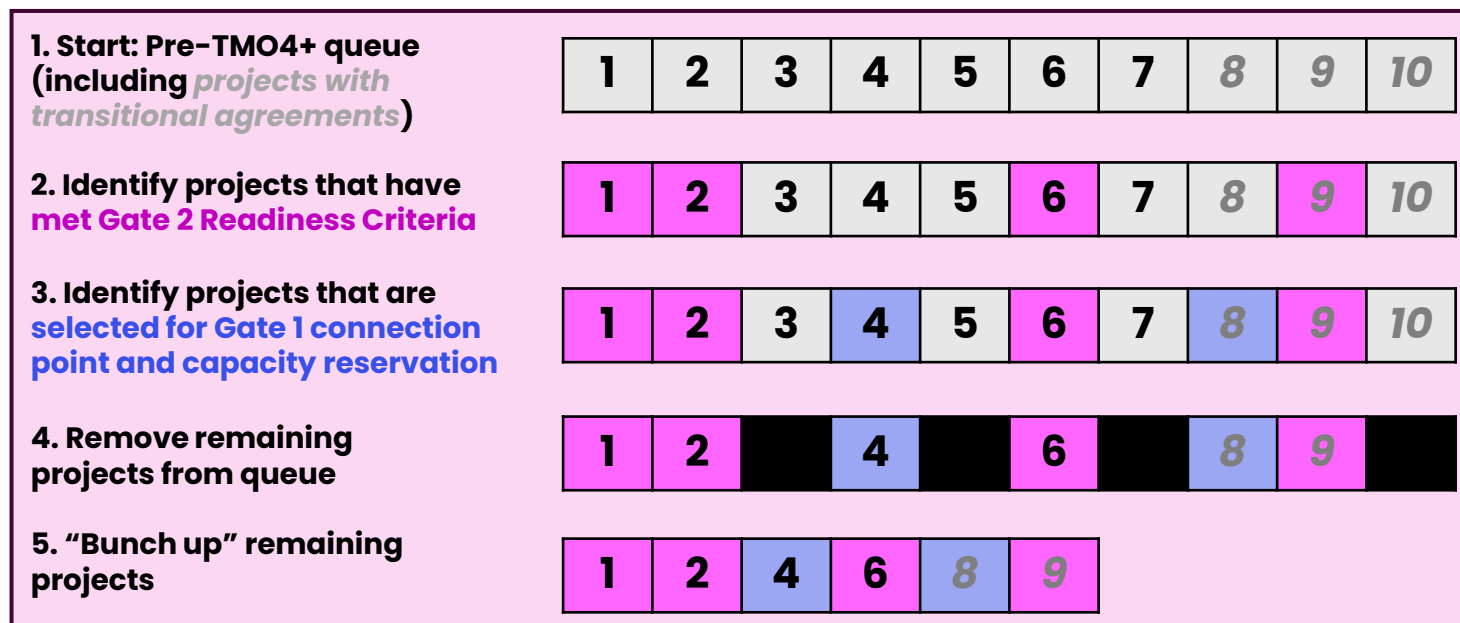 1. Start: Pre-TMO4+ queue
(including projects with
transitional agreements)
1 2 3 4 5 6 7 8 9 10
2. Identify projects that have
met Gate 2 Readiness Criteria
1 2 3 4 5 6 7 8 9 10
3. Identify projects that are
selected for Gate 1 connection
point and capacity reservation
1 2 3 4 5 6 7 8 9 10
4. Remove remaining
projects from queue
1 2 4 6 8 9
5. “Bunch up” remaining
projects
1 2 4 6 8 9